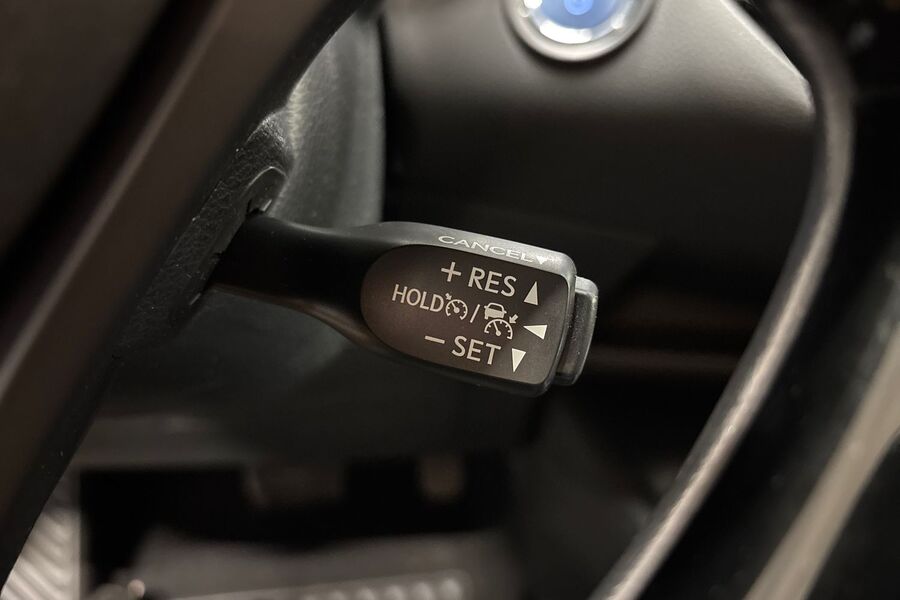 CANCEL
+ RES
HOLD /
− SET